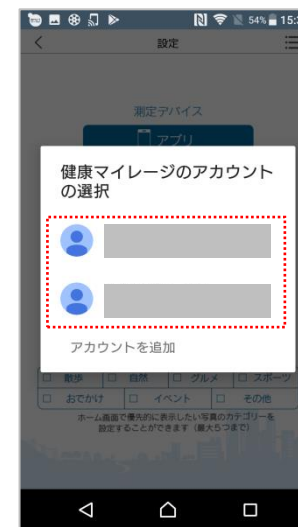 54% 15:3
設定
測定デバイス
アプリ
健康マイレージのアカウント
の選択
アカウントを追加
□ 散歩 □ 自然 □ グルメ □ スポーツ
□ おでかけ □ イベント □ その他
ホーム画面で優先的に表示したい写真のカテゴリーを
設定することができます（最大5つまで）